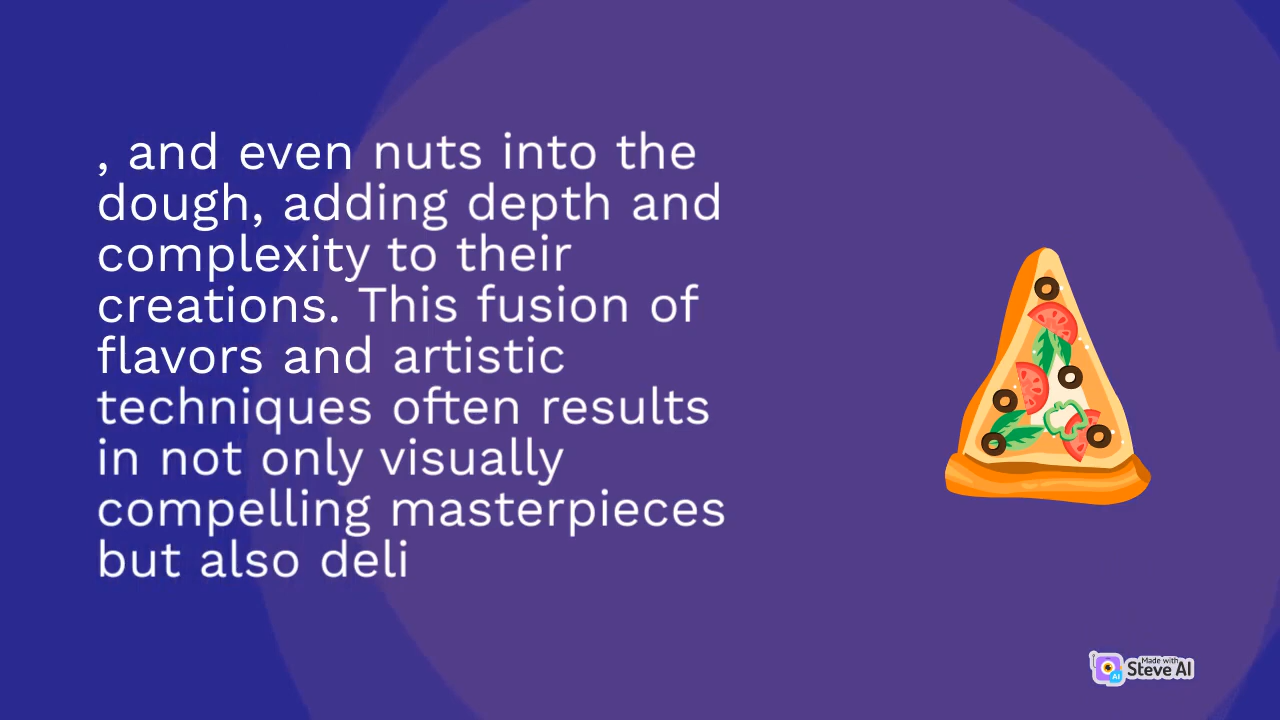 , and even nuts into the
dough, adding depth and
complexity to their
creations. This fusion of
flavors and artistic
techniques often results
in not only visually
compelling masterpieces
but also deli
Made with
Steve AI
AI